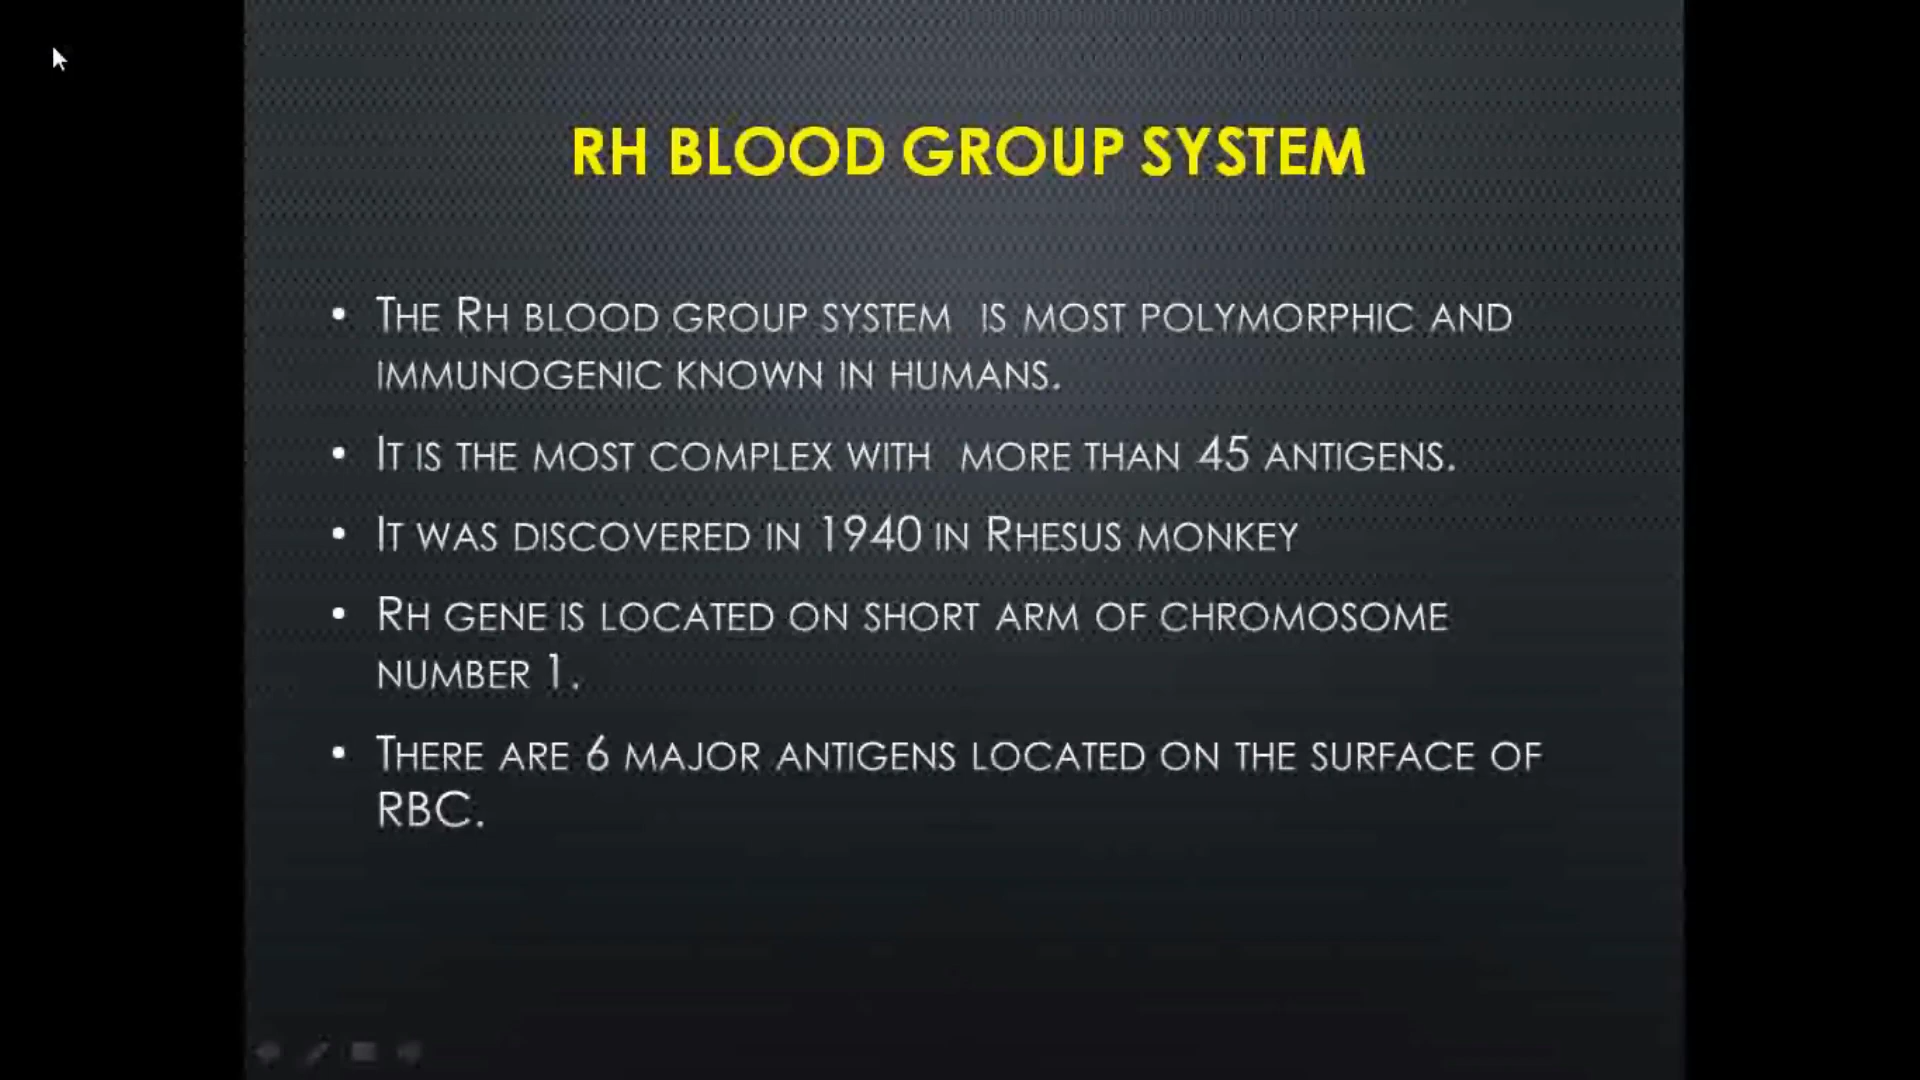 RH BLOOD GROUP SYSTEM
• The Rh blood group system is most polymorphic and
immunogenic known in humans.
• It is the most complex with more than 45 antigens.
• It was discovered in 1940 in Rhesus monkey
• Rh gene is located on short arm of chromosome
number 1.
• There are 6 major antigens located on the surface of
RBC.